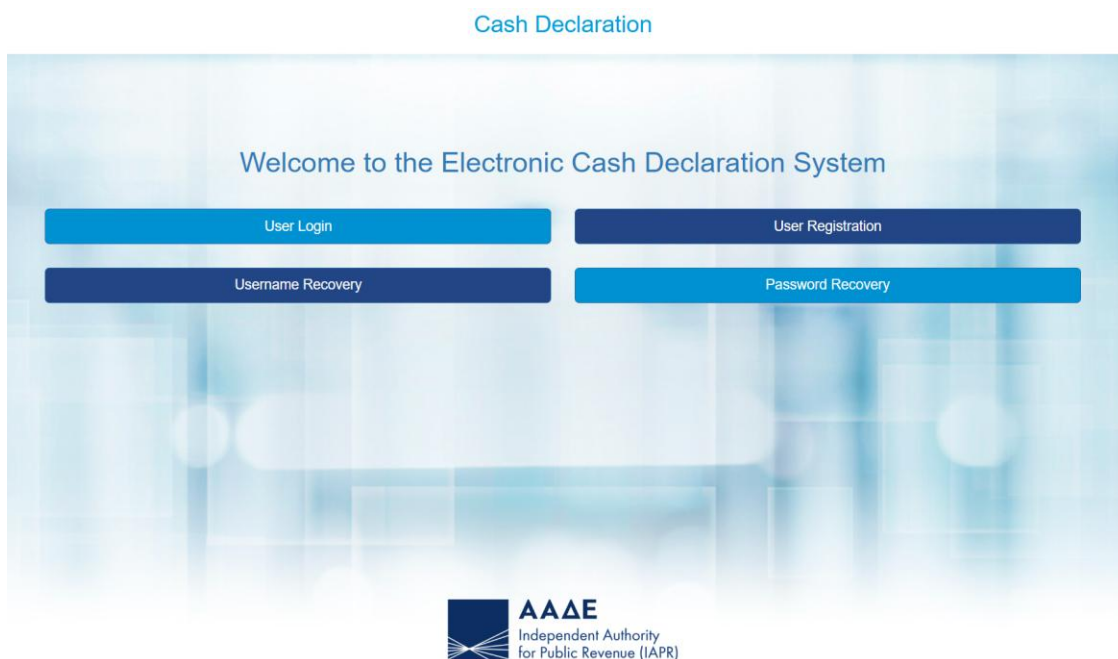 Cash Declaration
Welcome to the Electronic Cash Declaration System
User Login
User Registration
Username Recovery
Password Recovery
ΑΑΔΕ
Independent Authority
for Public Revenue (IAPR)